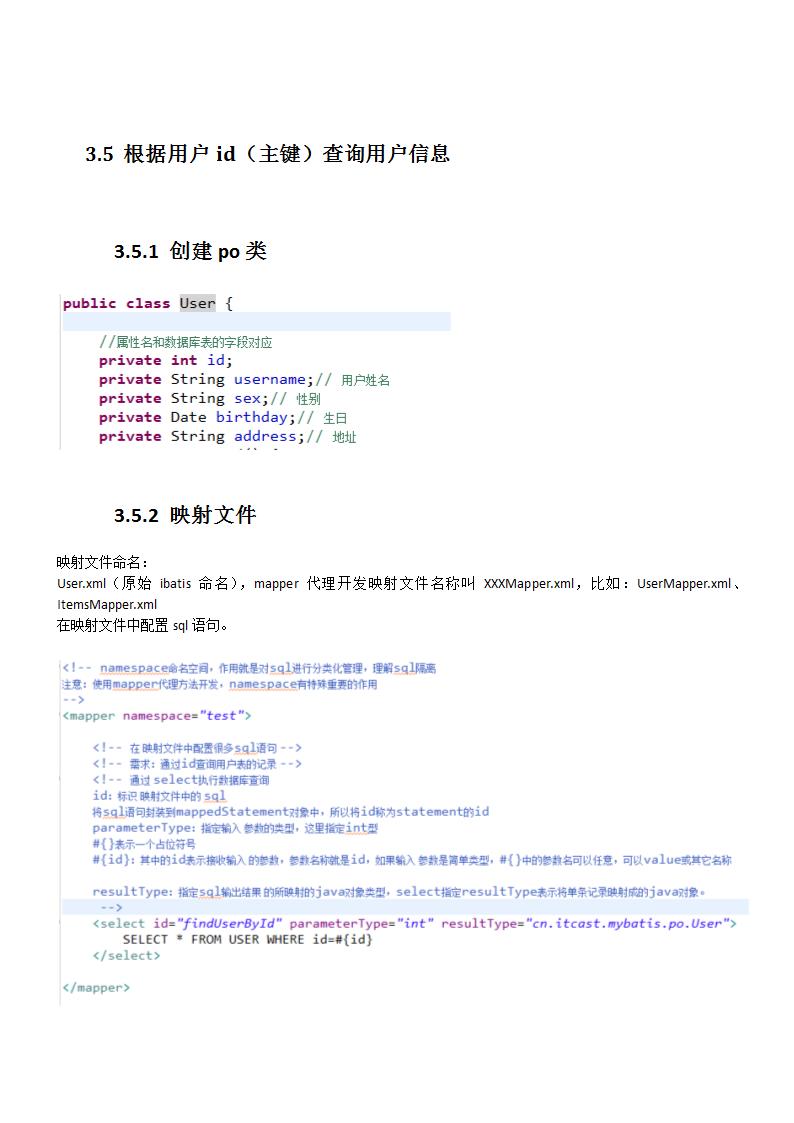 3.5 根据用户 id（主键）查询用户信息
3.5.1 创建 po 类
public class User {
//属性名和数据库表的字段对应
private int id;
private String username;// 用户姓名
private String sex;// 性别
private Date birthday;// 生日
private String address;// 地址
3.5.2 映射文件
映射文件命名：
User.xml（原始 ibatis 命名），mapper 代理开发映射文件名称叫 XXXMapper.xml，比如：UserMapper.xml、
ItemsMapper.xml
在映射文件中配置 sql 语句。
<!-- namespace命名空间，作用就是对sql进行分类化管理，理解sql隔离
注意：使用mapper代理方法开发，namespace有特殊重要的作用
-->
<mapper namespace="test">
<!-- 在 映射文件中配置很多sql语句 -->
<!-- 需求：通过id查询用户表的记录 -->
<!-- 通过 select执行数据库查询
id：标识 映射文件中的 sql
将sql语句封装到mappedStatement对象中，所以将id称为statement的id
parameterType：指定输入 参数的类型，这里指定int型
#{}表示一个占位符号
#{id}：其中的id表示接收输入 的参数，参数名称就是id，如果输入 参数是简单类型，#{}中的参数名可以任意，可以value或其它名称
resultType：指定sql输出结果 的所映射的java对象类型，select指定resultType表示将单条记录映射成的java对象。
-->
<select id="findUserById" parameterType="int" resultType="cn.itcast.mybatis.po.User">
SELECT * FROM USER WHERE id=#{id}
</select>
</mapper>